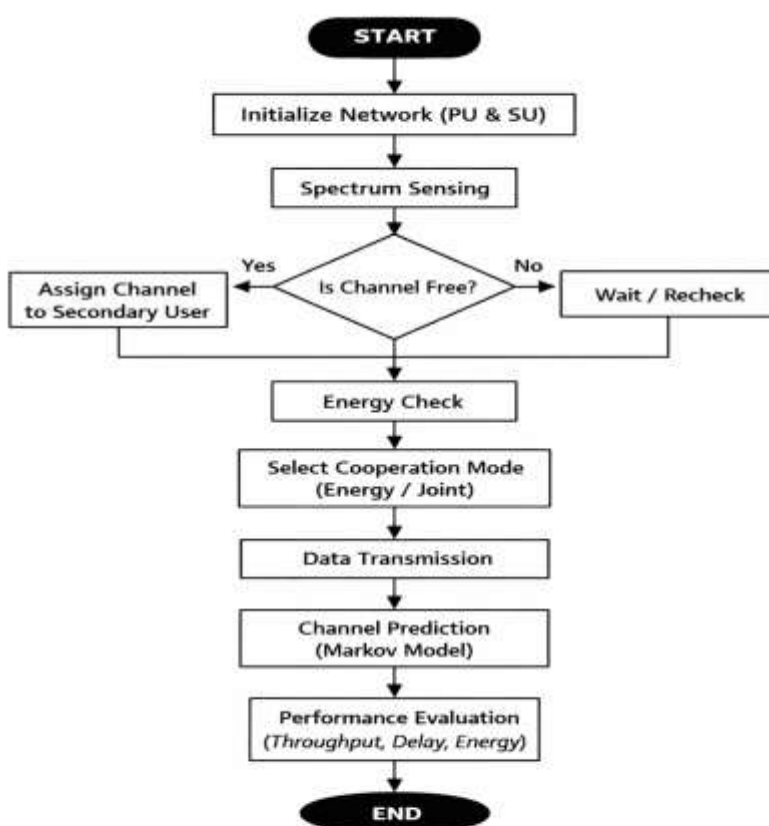 START
Initialize Network (PU & SU)
Spectrum Sensing
Yes
No
Is Channel Free?
Assign Channel
to Secondary User
Wait / Recheck
Energy Check
Select Cooperation Mode
(Energy / Joint)
Data Transmission
Channel Prediction
(Markov Model)
Performance Evaluation
(Throughput, Delay, Energy)
END